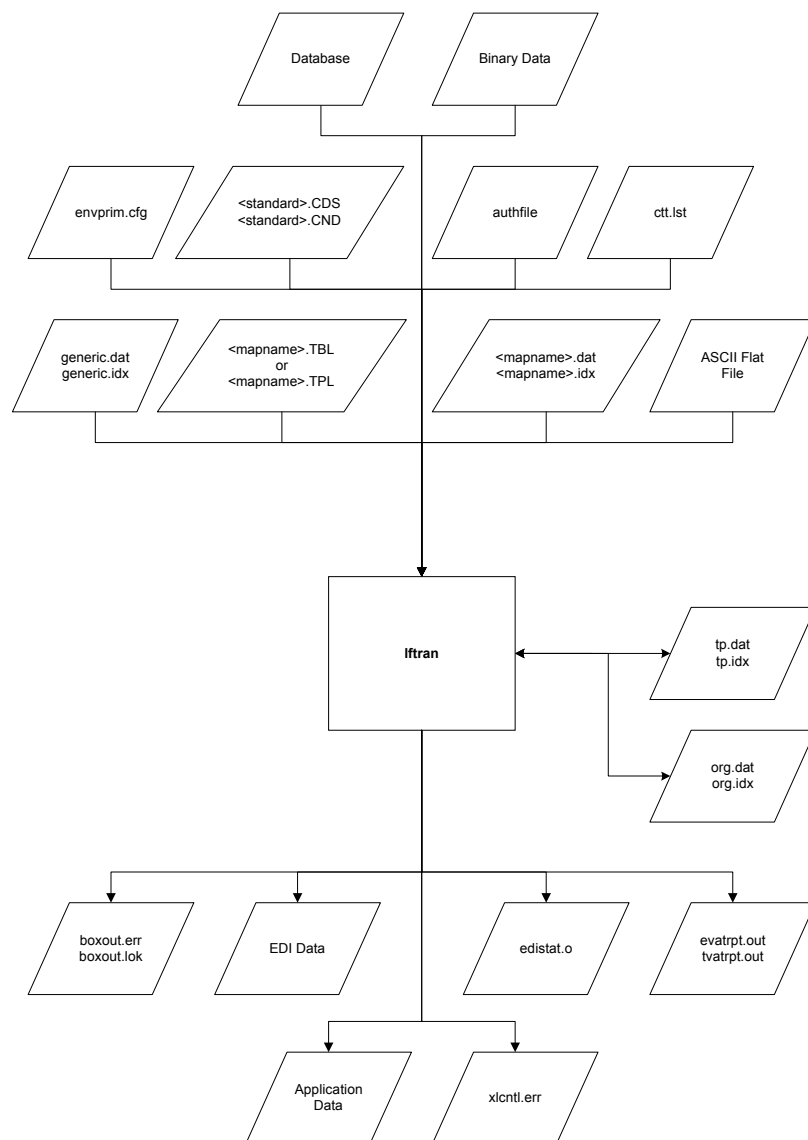 Database
Binary Data
envprim.cfg
<standard>.CDS
<standard>.CND
authfile
ctt.lst
generic.dat
generic.idx
<mapname>.TBL
or
<mapname>.TPL
<mapname>.dat
<mapname>.idx
ASCII Flat
File
lftran
tp.dat
tp.idx
org.dat
org.idx
boxout.err
boxout.lok
EDI Data
edistat.o
evatrpt.out
tvatrpt.out
Application
Data
xlcntl.err